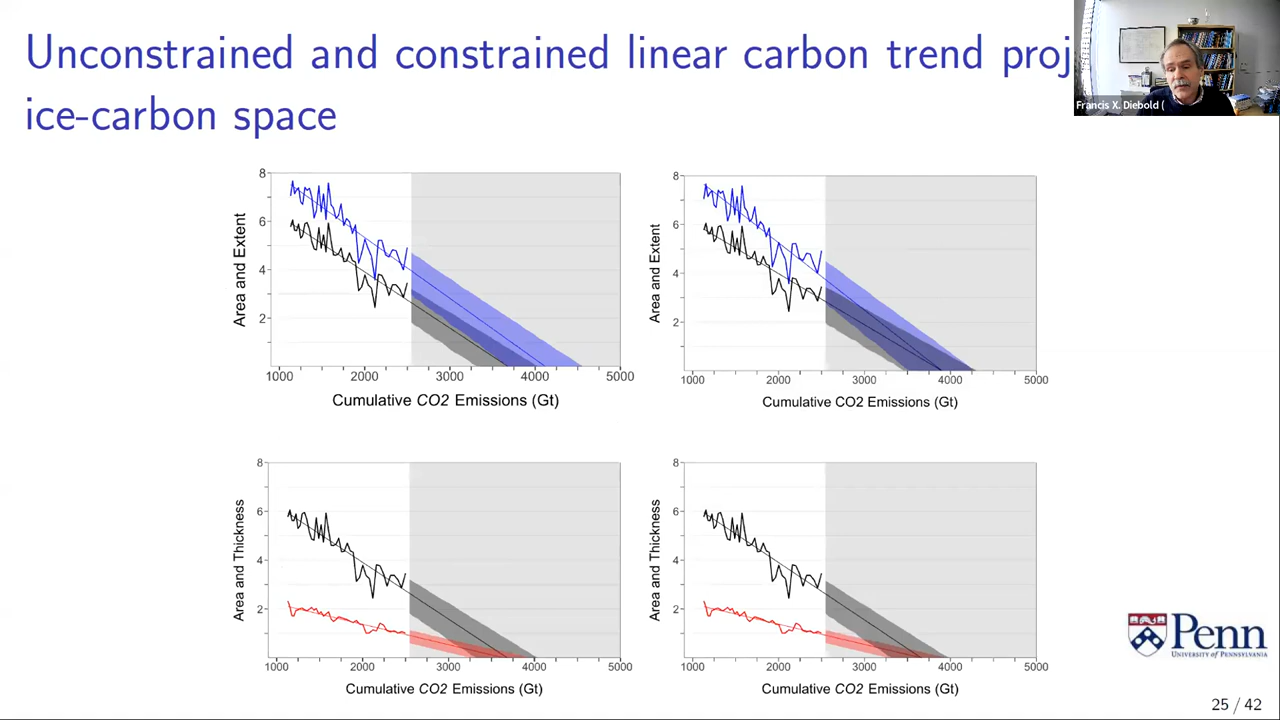 Unconstrained and constrained linear carbon trend proj
ice-carbon space
Francis X. Diebold (
8
6
4
2
Area and Extent
1000 2000 3000 4000 5000
Cumulative CO2 Emissions (Gt)
8
6
4
2
Area and Extent
1000 2000 3000 4000 5000
Cumulative CO2 Emissions (Gt)
8
6
4
2
Area and Thickness
1000 2000 3000 4000 5000
Cumulative CO2 Emissions (Gt)
8
6
4
2
Area and Thickness
1000 2000 3000 4000 5000
Cumulative CO2 Emissions (Gt)
Penn
UNIVERSITY of PENNSYLVANIA
25 / 42